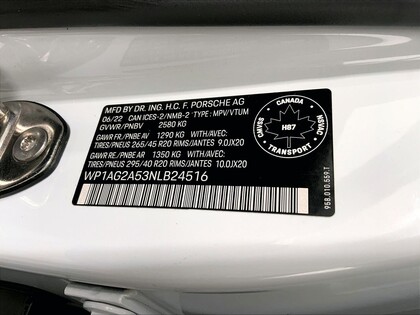 MFD BY DR. ING. H.C. F. PORSCHE AG
06/22 CAN ICES-2/NMB-2 TYPE: MPV/VTUM
GVWR/PNBV 2580 KG
GAWR FR/PNBE AV 1290 KG WITH/AVEC:
TIRES/PNEUS 265/45 R20 RIMS/JANTES 9.0JX20
GAWR RE/PNBE AR 1350 KG WITH/AVEC:
TIRES/PNEUS 295/40 R20 RIMS/JANTES 10.0JX20
WP1AG2A53NLB24516
CANADA
CMVSS
H87
NSVAC
TRANSPORT
958.010.559.T